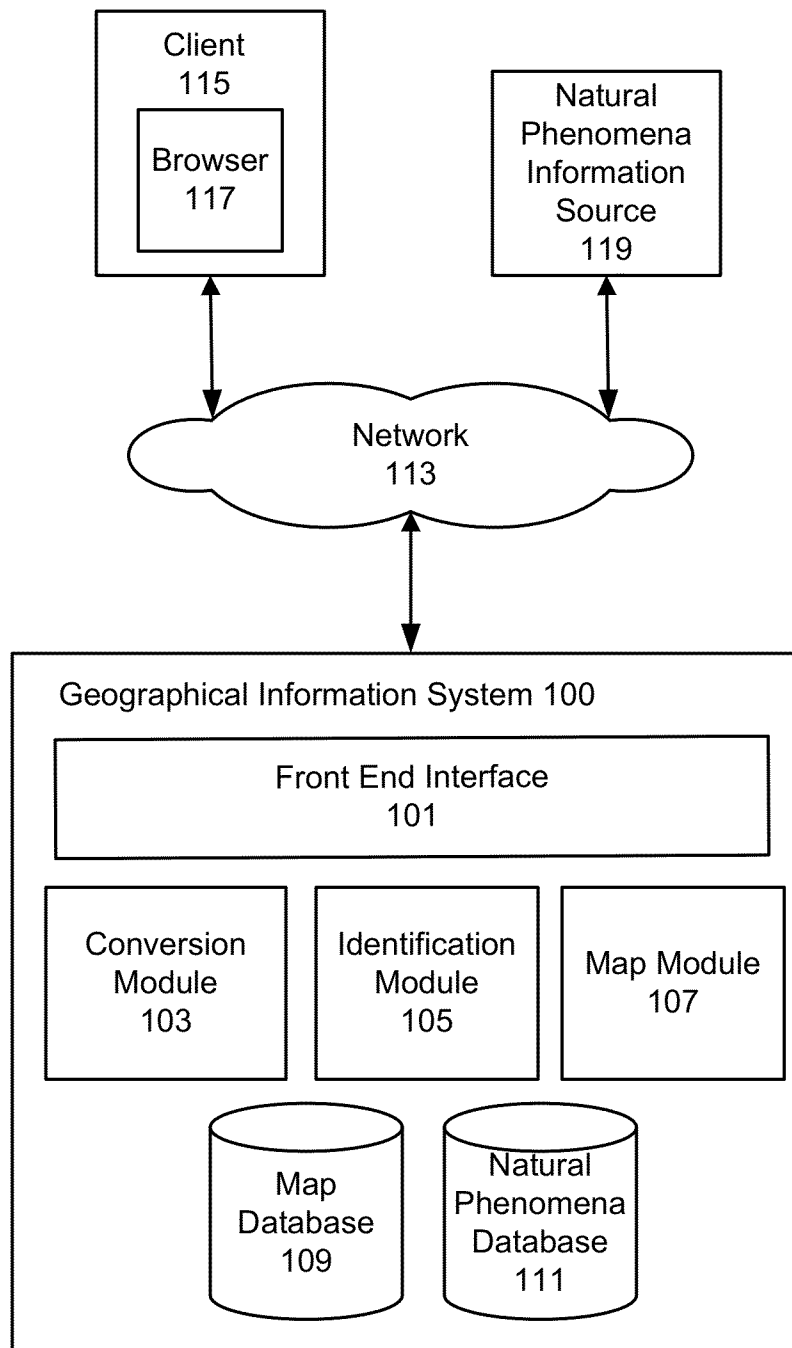 Client
115
Browser
117
Natural
Phenomena
Information
Source
119
Network
113
Geographical Information System 100
Front End Interface
101
Conversion
Module
103
Identification
Module
105
Map Module
107
Map
Database
109
Natural
Phenomena
Database
111